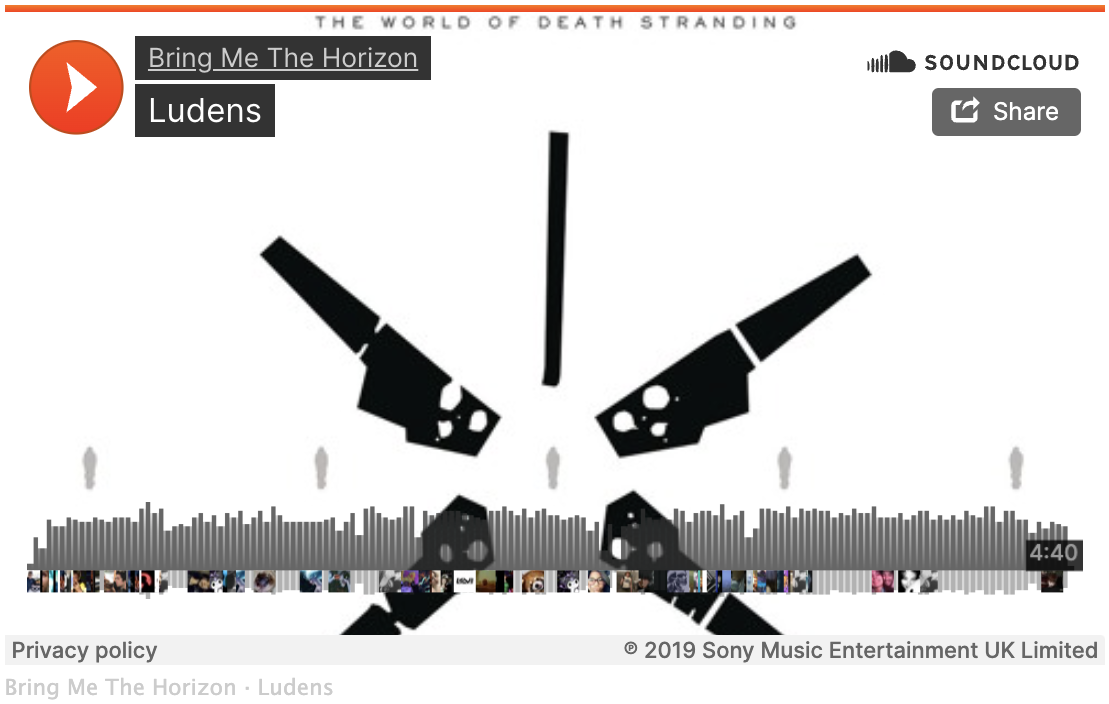 THE WORLD OF DEATH STRANDING
Bring Me The Horizon
Ludens
SOUNDCLOUD
Share
4:40
Privacy policy
℗ 2019 Sony Music Entertainment UK Limited
Bring Me The Horizon · Ludens